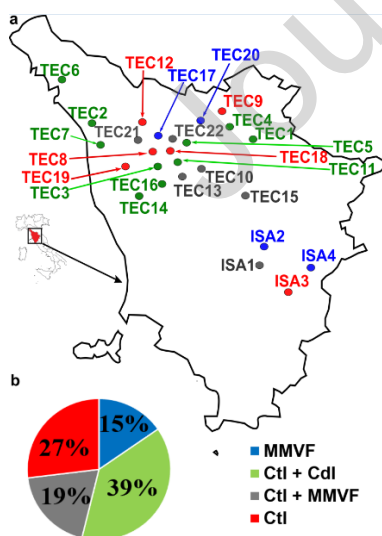 a
TEC12
TEC20
TEC6
TEC17
TEC9
TEC2
TEC4
TEC7
TEC21
TEC22
TEC1
TEC5
TEC8
TEC18
TEC19
TEC10
TEC11
TEC3
TEC16
TEC13
TEC14
TEC15
ISA2
ISA1
ISA4
ISA3
b
15%
27%
39%
19%
MMVF
Ctl + Cdl
Ctl + MMVF
Ctl